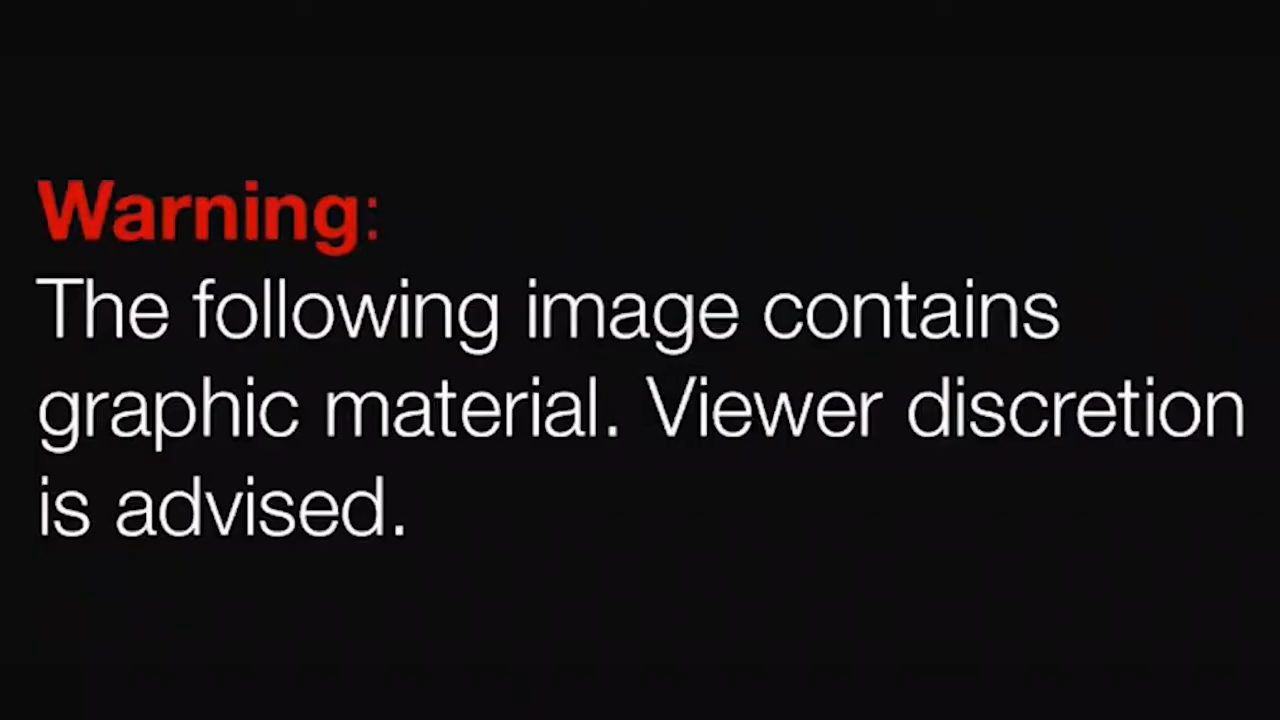 Warning:
The following image contains
graphic material. Viewer discretion
is advised.